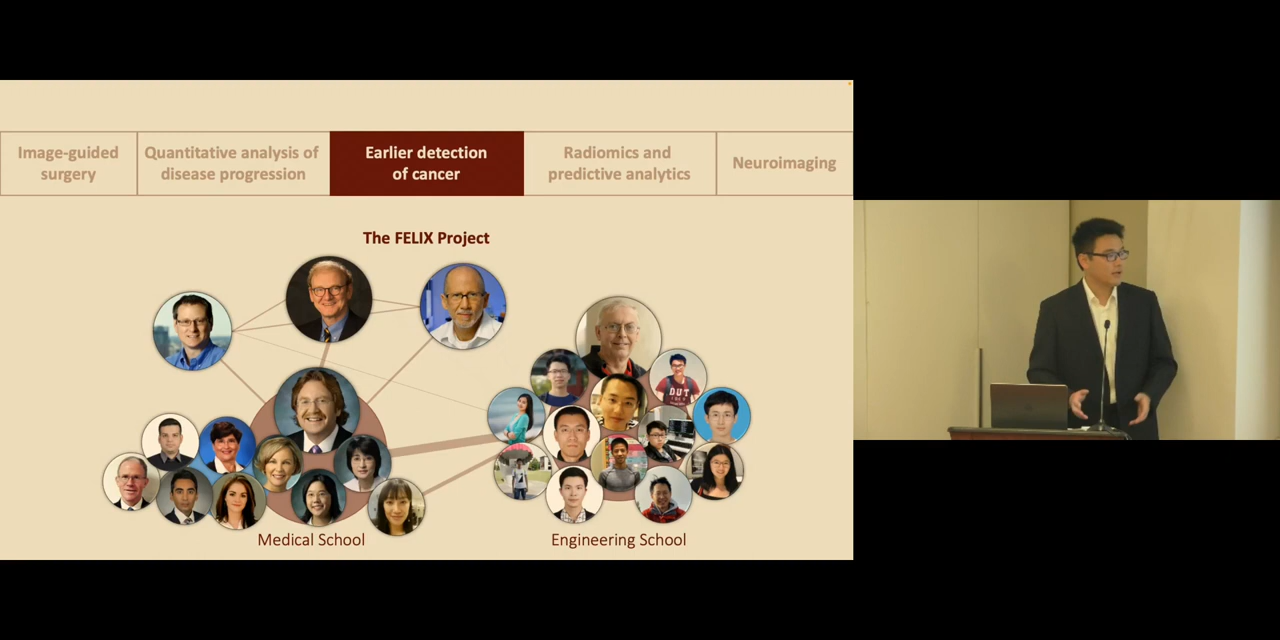 Image-guided
surgery
Quantitative analysis of
disease progression
Earlier detection
of cancer
Radiomics and
predictive analytics
Neuroimaging
The FELIX Project
DUT
Medical School
Engineering School